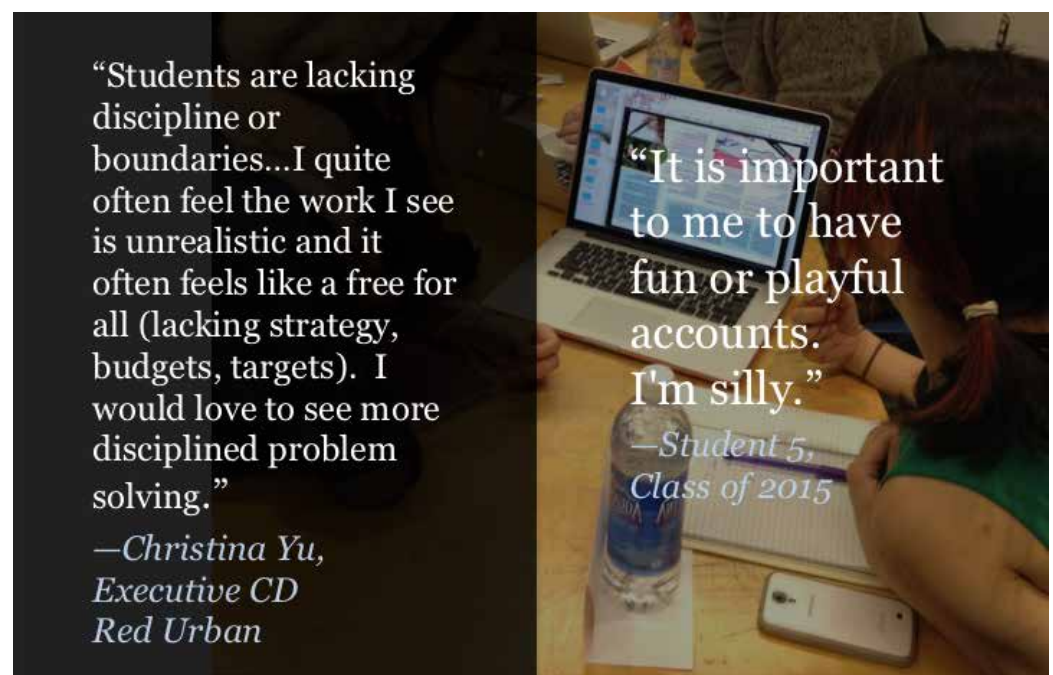 “Students are lacking
discipline or
boundaries...I quite
often feel the work I see
is unrealistic and it
often feels like a free for
all (lacking strategy,
budgets, targets).  I
would love to see more
disciplined problem
solving.”
—Christina Yu,
Executive CD
Red Urban
“It is important
to me to have
fun or playful
accounts.
I'm silly.”
—Student 5,
Class of 2015